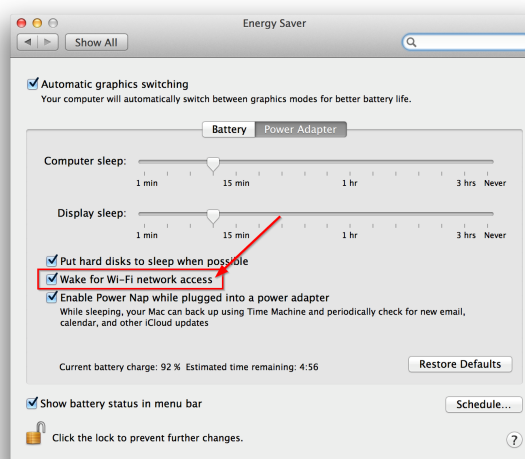 Energy Saver
Show All
Automatic graphics switching
Your computer will automatically switch between graphics modes for better battery life.
Battery Power Adapter
Computer sleep:
1 min 15 min 1 hr 3 hrs Never
Display sleep:
1 min 15 min 1 hr 3 hrs Never
Put hard disks to sleep when possible
Wake for Wi-Fi network access
Enable Power Nap while plugged into a power adapter
While sleeping, your Mac can back up using Time Machine and periodically check for new email,
calendar, and other iCloud updates
Current battery charge: 92 % Estimated time remaining: 4:56
Restore Defaults
Show battery status in menu bar
Schedule...
Click the lock to prevent further changes.
?